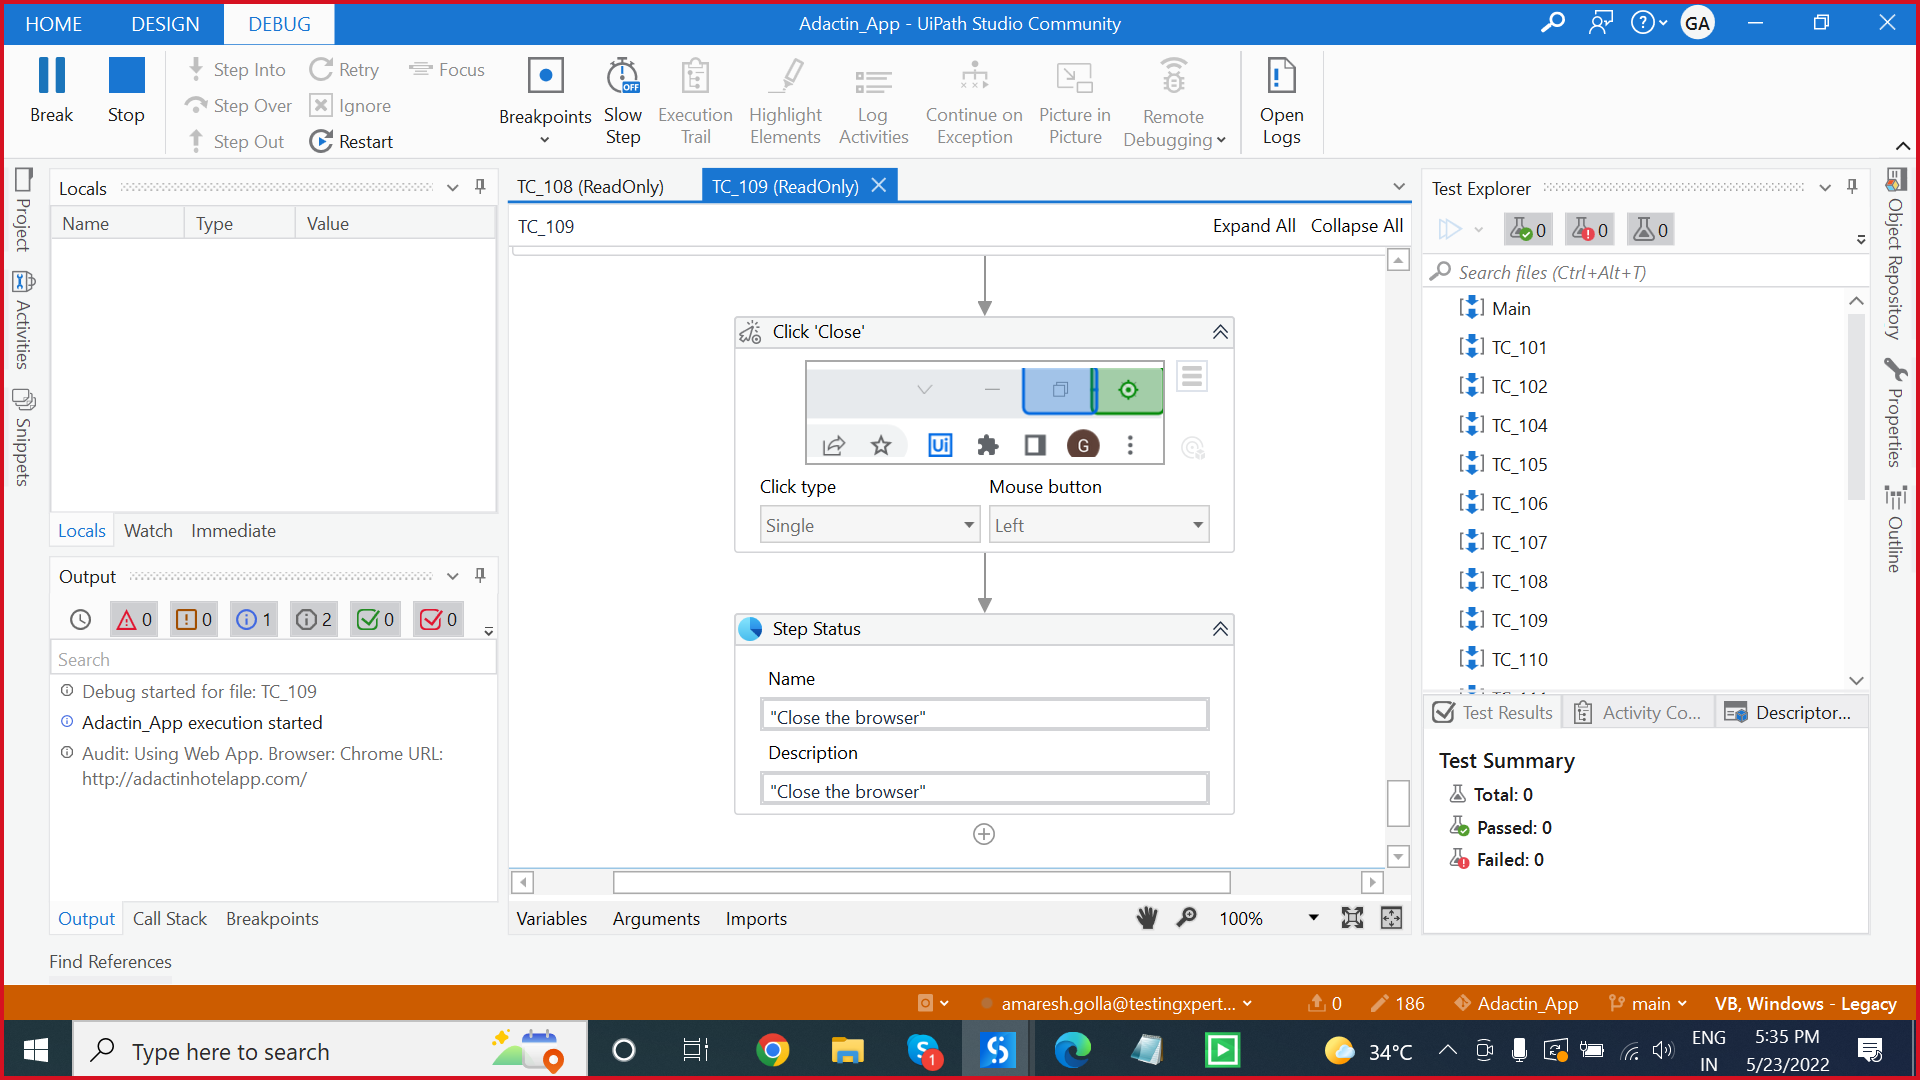 HOME DESIGN DEBUG
Adactin_App - UiPath Studio Community
GA
Break
Stop
Step Into
Step Over
Step Out
Retry
Ignore
Restart
Focus
Breakpoints
Slow
Step
OFF
Execution
Trail
Highlight
Elements
Log
Activities
Continue on
Exception
Picture in
Picture
Remote
Debugging
Open
Logs
Project
Activities
Snippets
Locals
Name Type Value
Locals Watch Immediate
Output
0 0 1 2 0 0
Search
Debug started for file: TC_109
Adactin_App execution started
Audit: Using Web App. Browser: Chrome URL:
http://adactinhotelapp.com/
Output Call Stack Breakpoints
Find References
TC_108 (ReadOnly) TC_109 (ReadOnly)
TC_109
Expand All Collapse All
Click 'Close'
Ui
G
Click type Mouse button
Single Left
Step Status
Name
"Close the browser"
Description
"Close the browser"
Variables Arguments Imports
100%
Test Explorer
0 0 0
Search files (Ctrl+Alt+T)
Main
TC_101
TC_102
TC_104
TC_105
TC_106
TC_107
TC_108
TC_109
TC_110
Test Results Activity Co... Descriptor...
Test Summary
Total: 0
Passed: 0
Failed: 0
Object Repository
Properties
Outline
amaresh.golla@testingxpert... 0 186 Adactin_App main VB, Windows - Legacy
Type here to search
1
34°C
ENG
IN
5:35 PM
5/23/2022